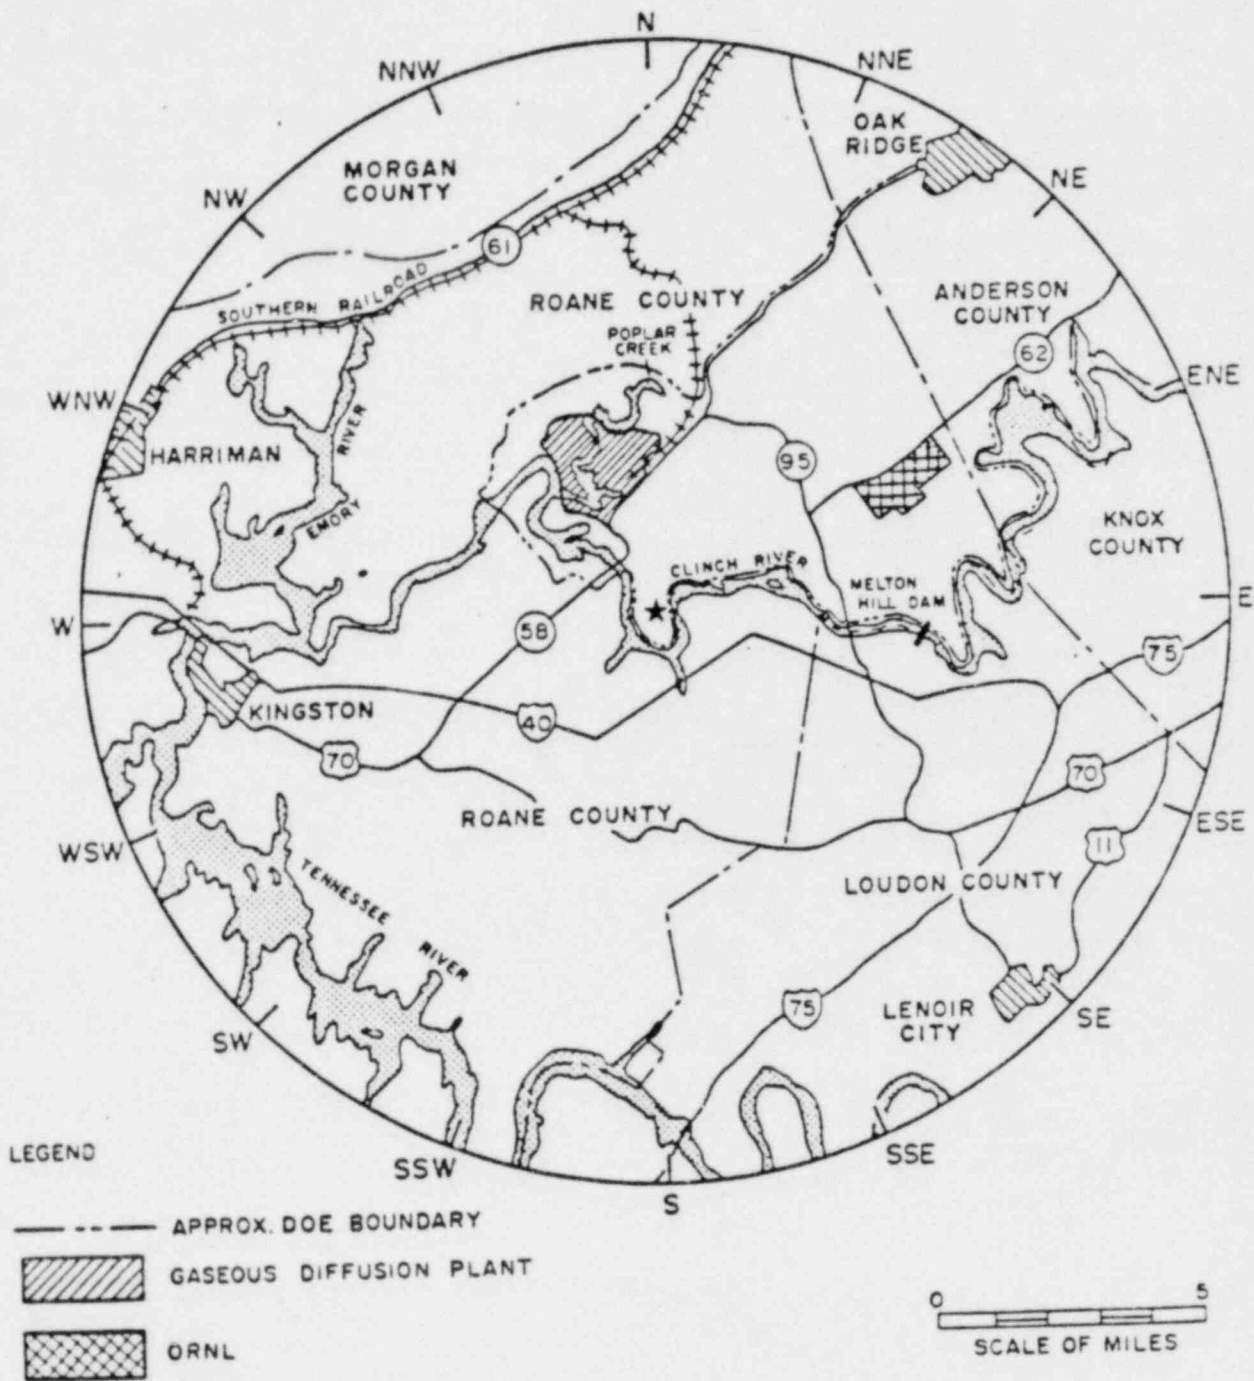 N
NNW
NNE
OAK
RIDGE
MORGAN
COUNTY
NW
NE
61
SOUTHERN RAILROAD
ROANE COUNTY
ANDERSON
COUNTY
POPLAR
CREEK
62
WNW
ENE
HARRIMAN
EMORY RIVER
95
KNOX
COUNTY
CLINCH RIVER
MELTON
HILL DAM
W
E
58
75
KINGSTON
40
70
70
ROANE COUNTY
WSW
ESE
11
TENNESSEE RIVER
LOUDON COUNTY
75
LENOIR
CITY
SW
SE
SSW
SSE
S
LEGEND
APPROX. DOE BOUNDARY
GASEOUS DIFFUSION PLANT
ORNL
0 5
SCALE OF MILES